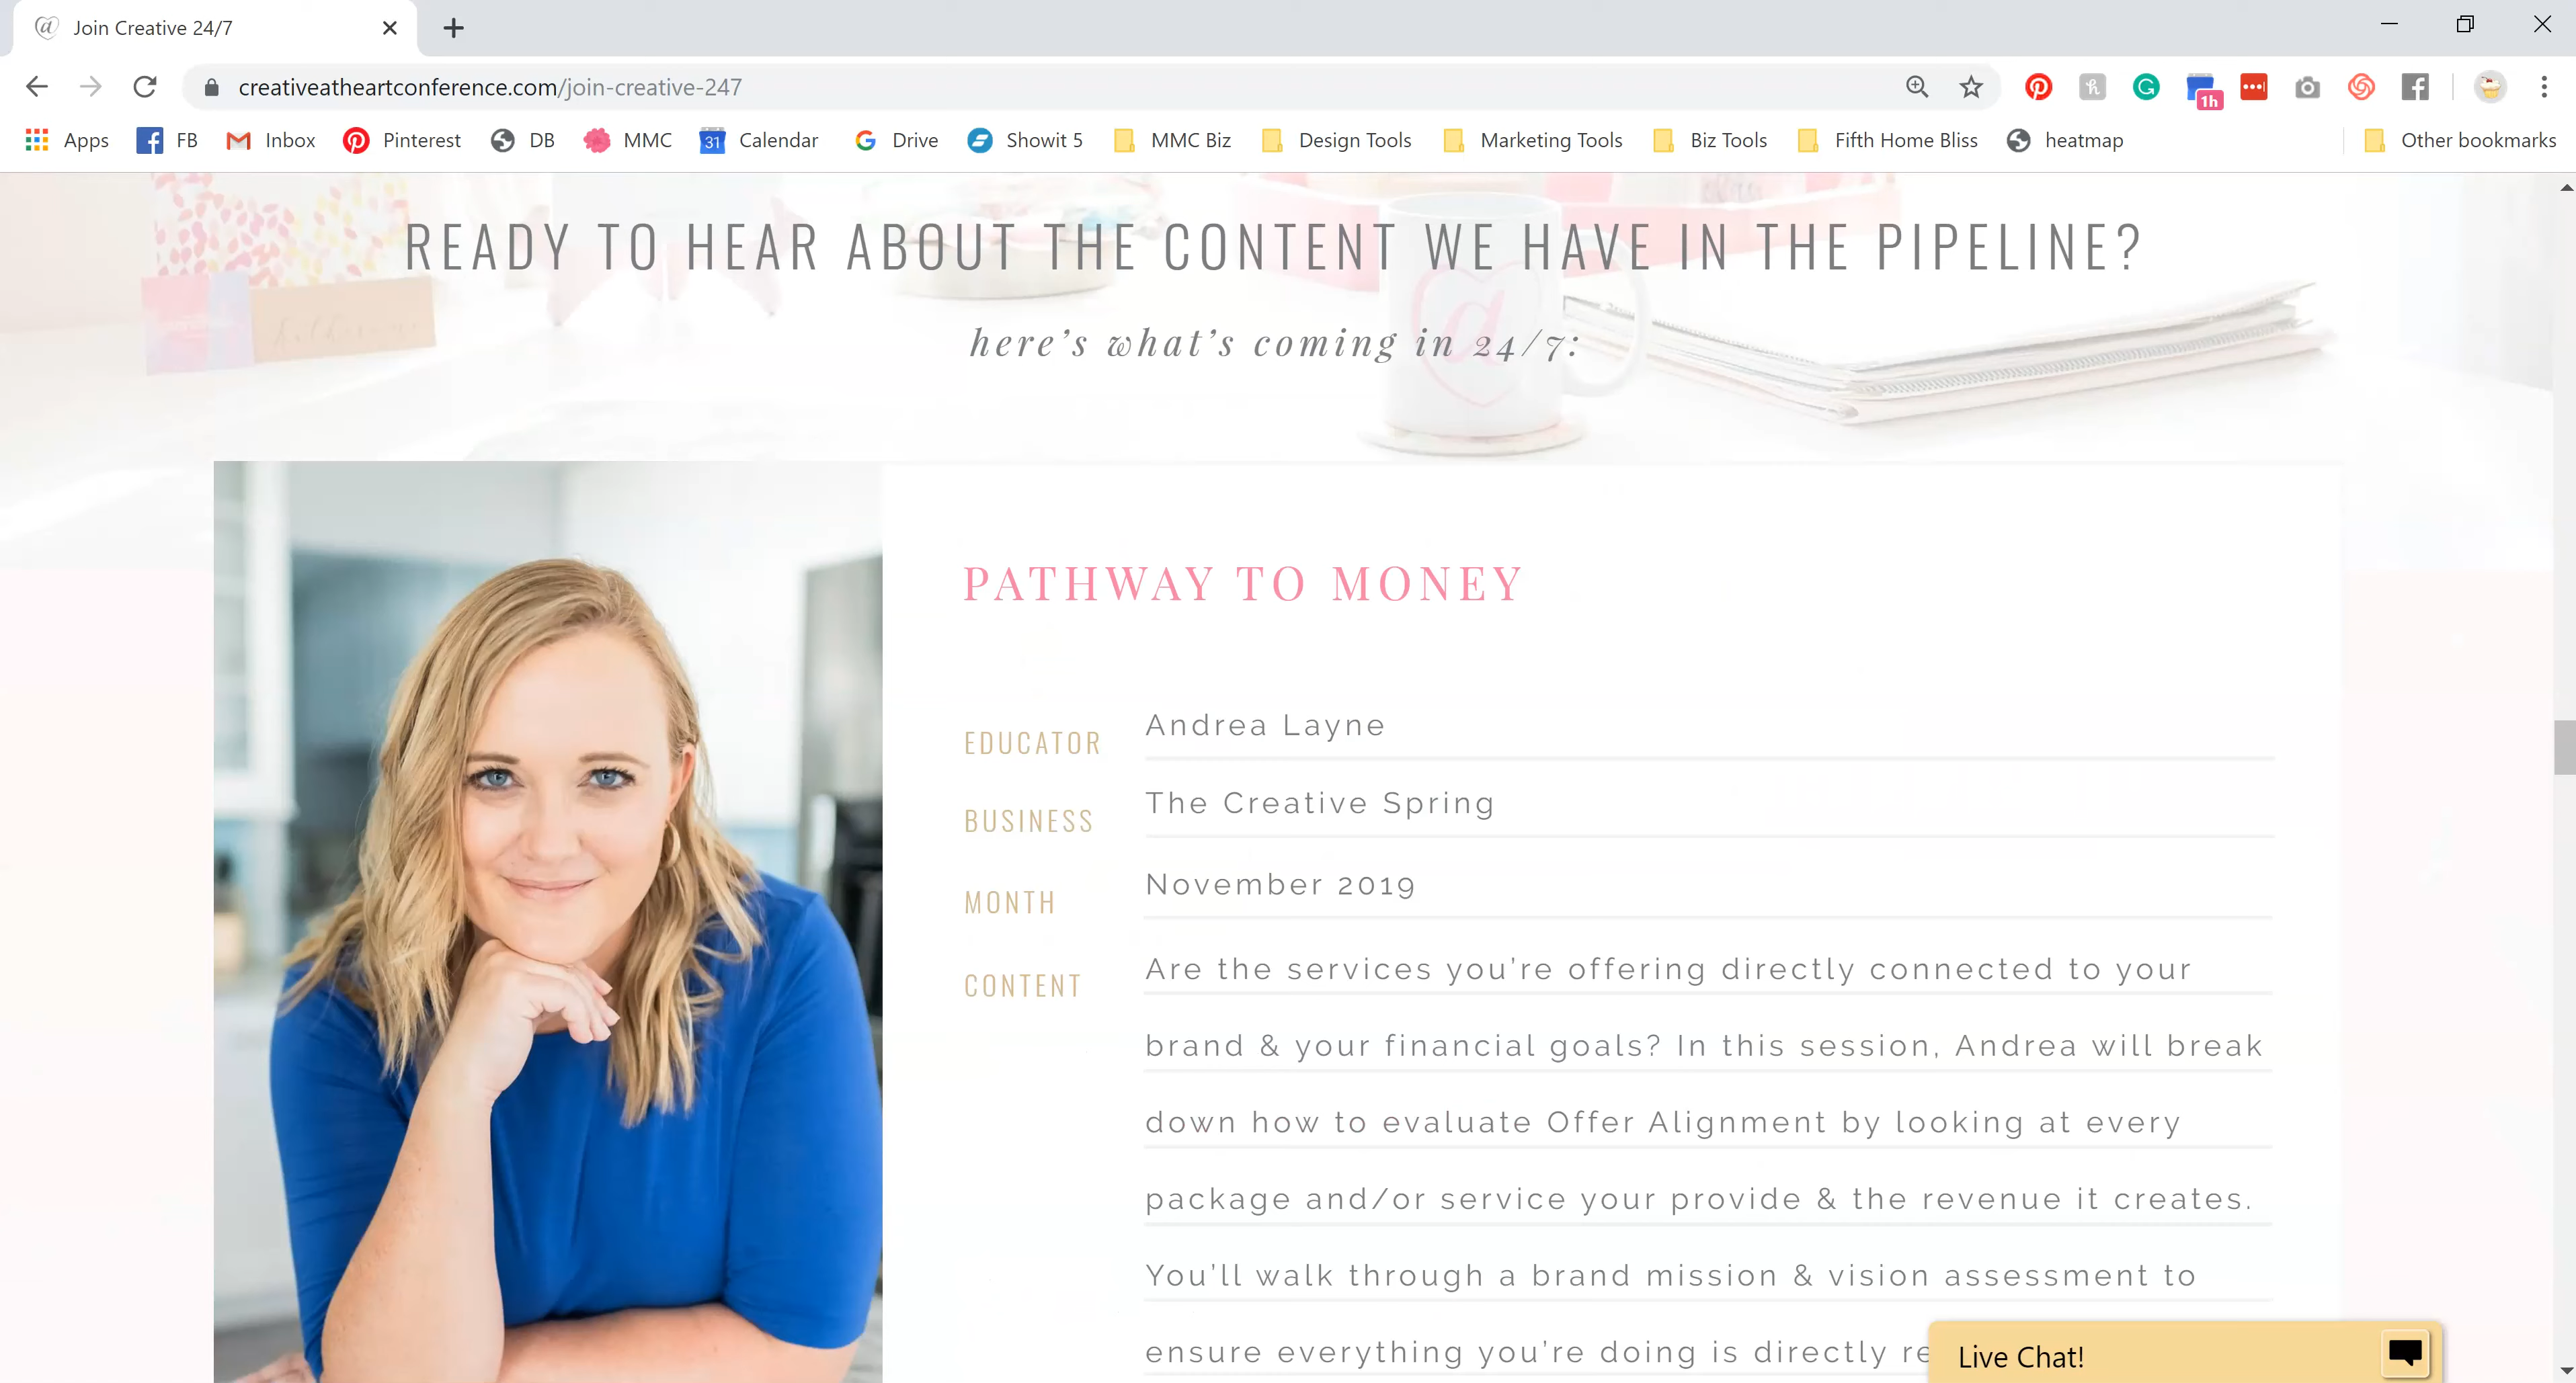 Join Creative 24/7
creativeatheartconference.com/join-creative-247
1h
Apps FB Inbox Pinterest DB MMC 31 Calendar Drive Showit 5 MMC Biz Design Tools Marketing Tools Biz Tools Fifth Home Bliss heatmap Other bookmarks
READY TO HEAR ABOUT THE CONTENT WE HAVE IN THE PIPELINE?
here's what's coming in 24/7:
PATHWAY TO MONEY
EDUCATOR Andrea Layne
BUSINESS The Creative Spring
MONTH November 2019
CONTENT Are the services you're offering directly connected to your
brand & your financial goals? In this session, Andrea will break
down how to evaluate Offer Alignment by looking at every
package and/or service your provide & the revenue it creates.
You'll walk through a brand mission & vision assessment to
ensure everything you're doing is directly
Live Chat!